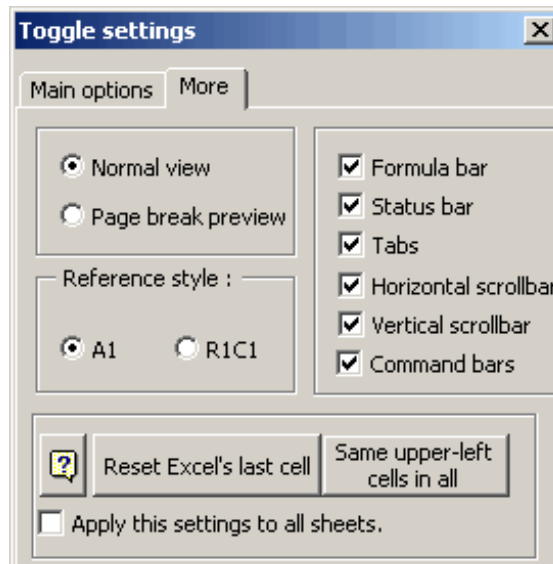 Toggle settings
Main options
More
Normal view
Page break preview
Reference style :
A1
R1C1
Formula bar
Status bar
Tabs
Horizontal scrollbar
Vertical scrollbar
Command bars
?
Reset Excel's last cell
Same upper-left
cells in all
Apply this settings to all sheets.